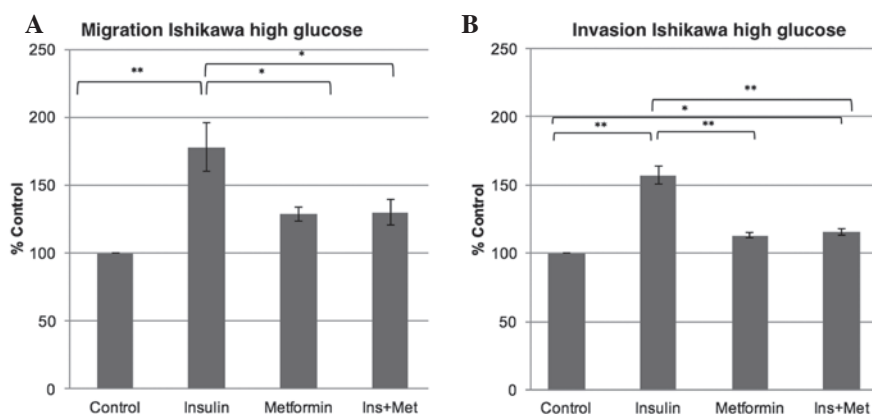 A
Migration Ishikawa high glucose
250
200
150
100
50
0
% Control
**
*
*
Control Insulin Metformin Ins+Met
B
Invasion Ishikawa high glucose
250
200
150
100
50
0
% Control
**
*
**
**
Control Insulin Metformin Ins+Met